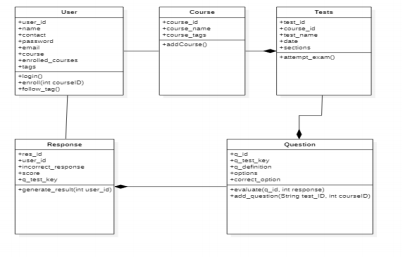 User
+user_id
+name
+contact
+password
+email
+course
+enrolled_courses
+tags
+login()
+enroll(int courseID)
+follow_tag()
Course
+course_id
+course_name
+course_tags
+addCourse()
Tests
+test_id
+course_id
+test_name
+date
+sections
+attempt_exam()
Response
+res_id
+user_id
+incorrect_response
+score
+q_test_key
+generate_result(int user_id)
Question
+q_id
+q_test_key
+q_definition
+options
+correct_option
+evaluate(q_id, int response)
+add_question(String test_ID, int courseID)